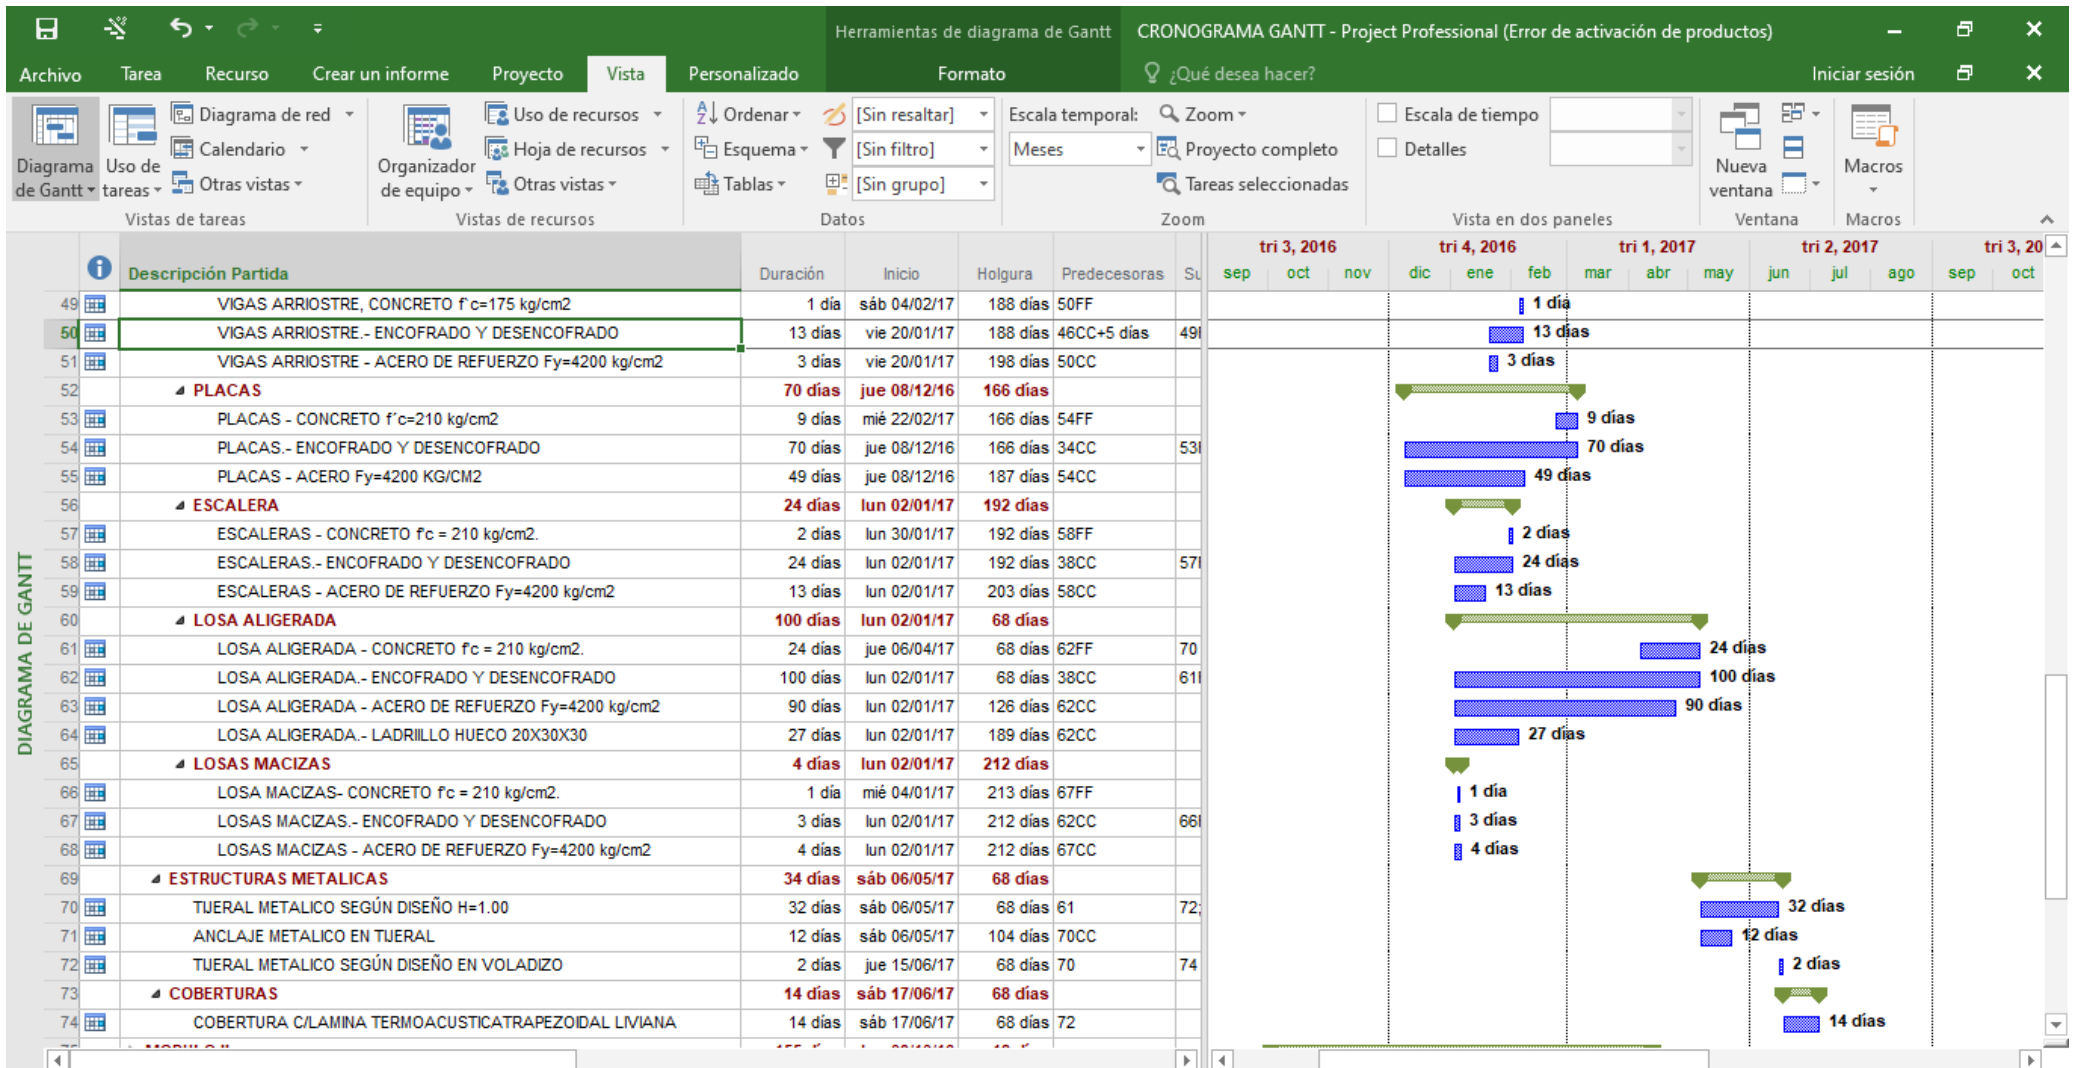 Herramientas de diagrama de Gantt CRONOGRAMA GANTT - Project Professional (Error de activación de productos)
Archivo Tarea Recurso Crear un informe Proyecto Vista Personalizado Formato ¿Qué desea hacer? Iniciar sesión
Diagrama de Gantt
Uso de tareas
Diagrama de red
Calendario
Otras vistas
Vistas de tareas
Organizador de equipo
Uso de recursos
Hoja de recursos
Otras vistas
Vistas de recursos
Ordenar
Esquema
Tablas
[Sin resaltar]
[Sin filtro]
[Sin grupo]
Datos
Escala temporal:
Meses
Zoom
Proyecto completo
Tareas seleccionadas
Zoom
Escala de tiempo
Detalles
Vista en dos paneles
Nueva ventana
Ventana
Macros
Macros
DIAGRAMA DE GANTT
tri 3, 2016 tri 4, 2016 tri 1, 2017 tri 2, 2017 tri 3, 20
Descripción Partida Duración Inicio Holgura Predecesoras Su sep oct nov dic ene feb mar abr may jun jul ago sep oct
49 VIGAS ARRIOSTRE, CONCRETO f`c=175 kg/cm2 1 día sáb 04/02/17 188 días 50FF 1 día
50 VIGAS ARRIOSTRE.- ENCOFRADO Y DESENCOFRADO 13 días vie 20/01/17 188 días 46CC+5 días 49 13 días
51 VIGAS ARRIOSTRE - ACERO DE REFUERZO Fy=4200 kg/cm2 3 días vie 20/01/17 198 días 50CC 3 días
52 PLACAS 70 días jue 08/12/16 166 días
53 PLACAS - CONCRETO f´c=210 kg/cm2 9 días mié 22/02/17 166 días 54FF 9 días
54 PLACAS.- ENCOFRADO Y DESENCOFRADO 70 días jue 08/12/16 166 días 34CC 53 70 días
55 PLACAS - ACERO Fy=4200 KG/CM2 49 días jue 08/12/16 187 días 54CC 49 días
56 ESCALERA 24 días lun 02/01/17 192 días
57 ESCALERAS - CONCRETO f'c = 210 kg/cm2. 2 días lun 30/01/17 192 días 58FF 2 días
58 ESCALERAS.- ENCOFRADO Y DESENCOFRADO 24 días lun 02/01/17 192 días 38CC 57 24 días
59 ESCALERAS - ACERO DE REFUERZO Fy=4200 kg/cm2 13 días lun 02/01/17 203 días 58CC 13 días
60 LOSA ALIGERADA 100 días lun 02/01/17 68 días
61 LOSA ALIGERADA - CONCRETO f'c = 210 kg/cm2. 24 días jue 06/04/17 68 días 62FF 70 24 días
62 LOSA ALIGERADA.- ENCOFRADO Y DESENCOFRADO 100 días lun 02/01/17 68 días 38CC 61 100 días
63 LOSA ALIGERADA - ACERO DE REFUERZO Fy=4200 kg/cm2 90 días lun 02/01/17 126 días 62CC 90 días
64 LOSA ALIGERADA.- LADRIILLO HUECO 20X30X30 27 días lun 02/01/17 189 días 62CC 27 días
65 LOSAS MACIZAS 4 días lun 02/01/17 212 días
66 LOSA MACIZAS- CONCRETO f'c = 210 kg/cm2. 1 día mié 04/01/17 213 días 67FF 1 día
67 LOSAS MACIZAS.- ENCOFRADO Y DESENCOFRADO 3 días lun 02/01/17 212 días 62CC 66 3 días
68 LOSAS MACIZAS - ACERO DE REFUERZO Fy=4200 kg/cm2 4 días lun 02/01/17 212 días 67CC 4 días
69 ESTRUCTURAS METALICAS 34 días sáb 06/05/17 68 días
70 TIJERAL METALICO SEGÚN DISEÑO H=1.00 32 días sáb 06/05/17 68 días 61 72; 32 días
71 ANCLAJE METALICO EN TIJERAL 12 días sáb 06/05/17 104 días 70CC 12 días
72 TIJERAL METALICO SEGÚN DISEÑO EN VOLADIZO 2 días jue 15/06/17 68 días 70 74 2 días
73 COBERTURAS 14 días sáb 17/06/17 68 días
74 COBERTURA C/LAMINA TERMOACUSTICATRAPEZOIDAL LIVIANA 14 días sáb 17/06/17 68 días 72 14 días